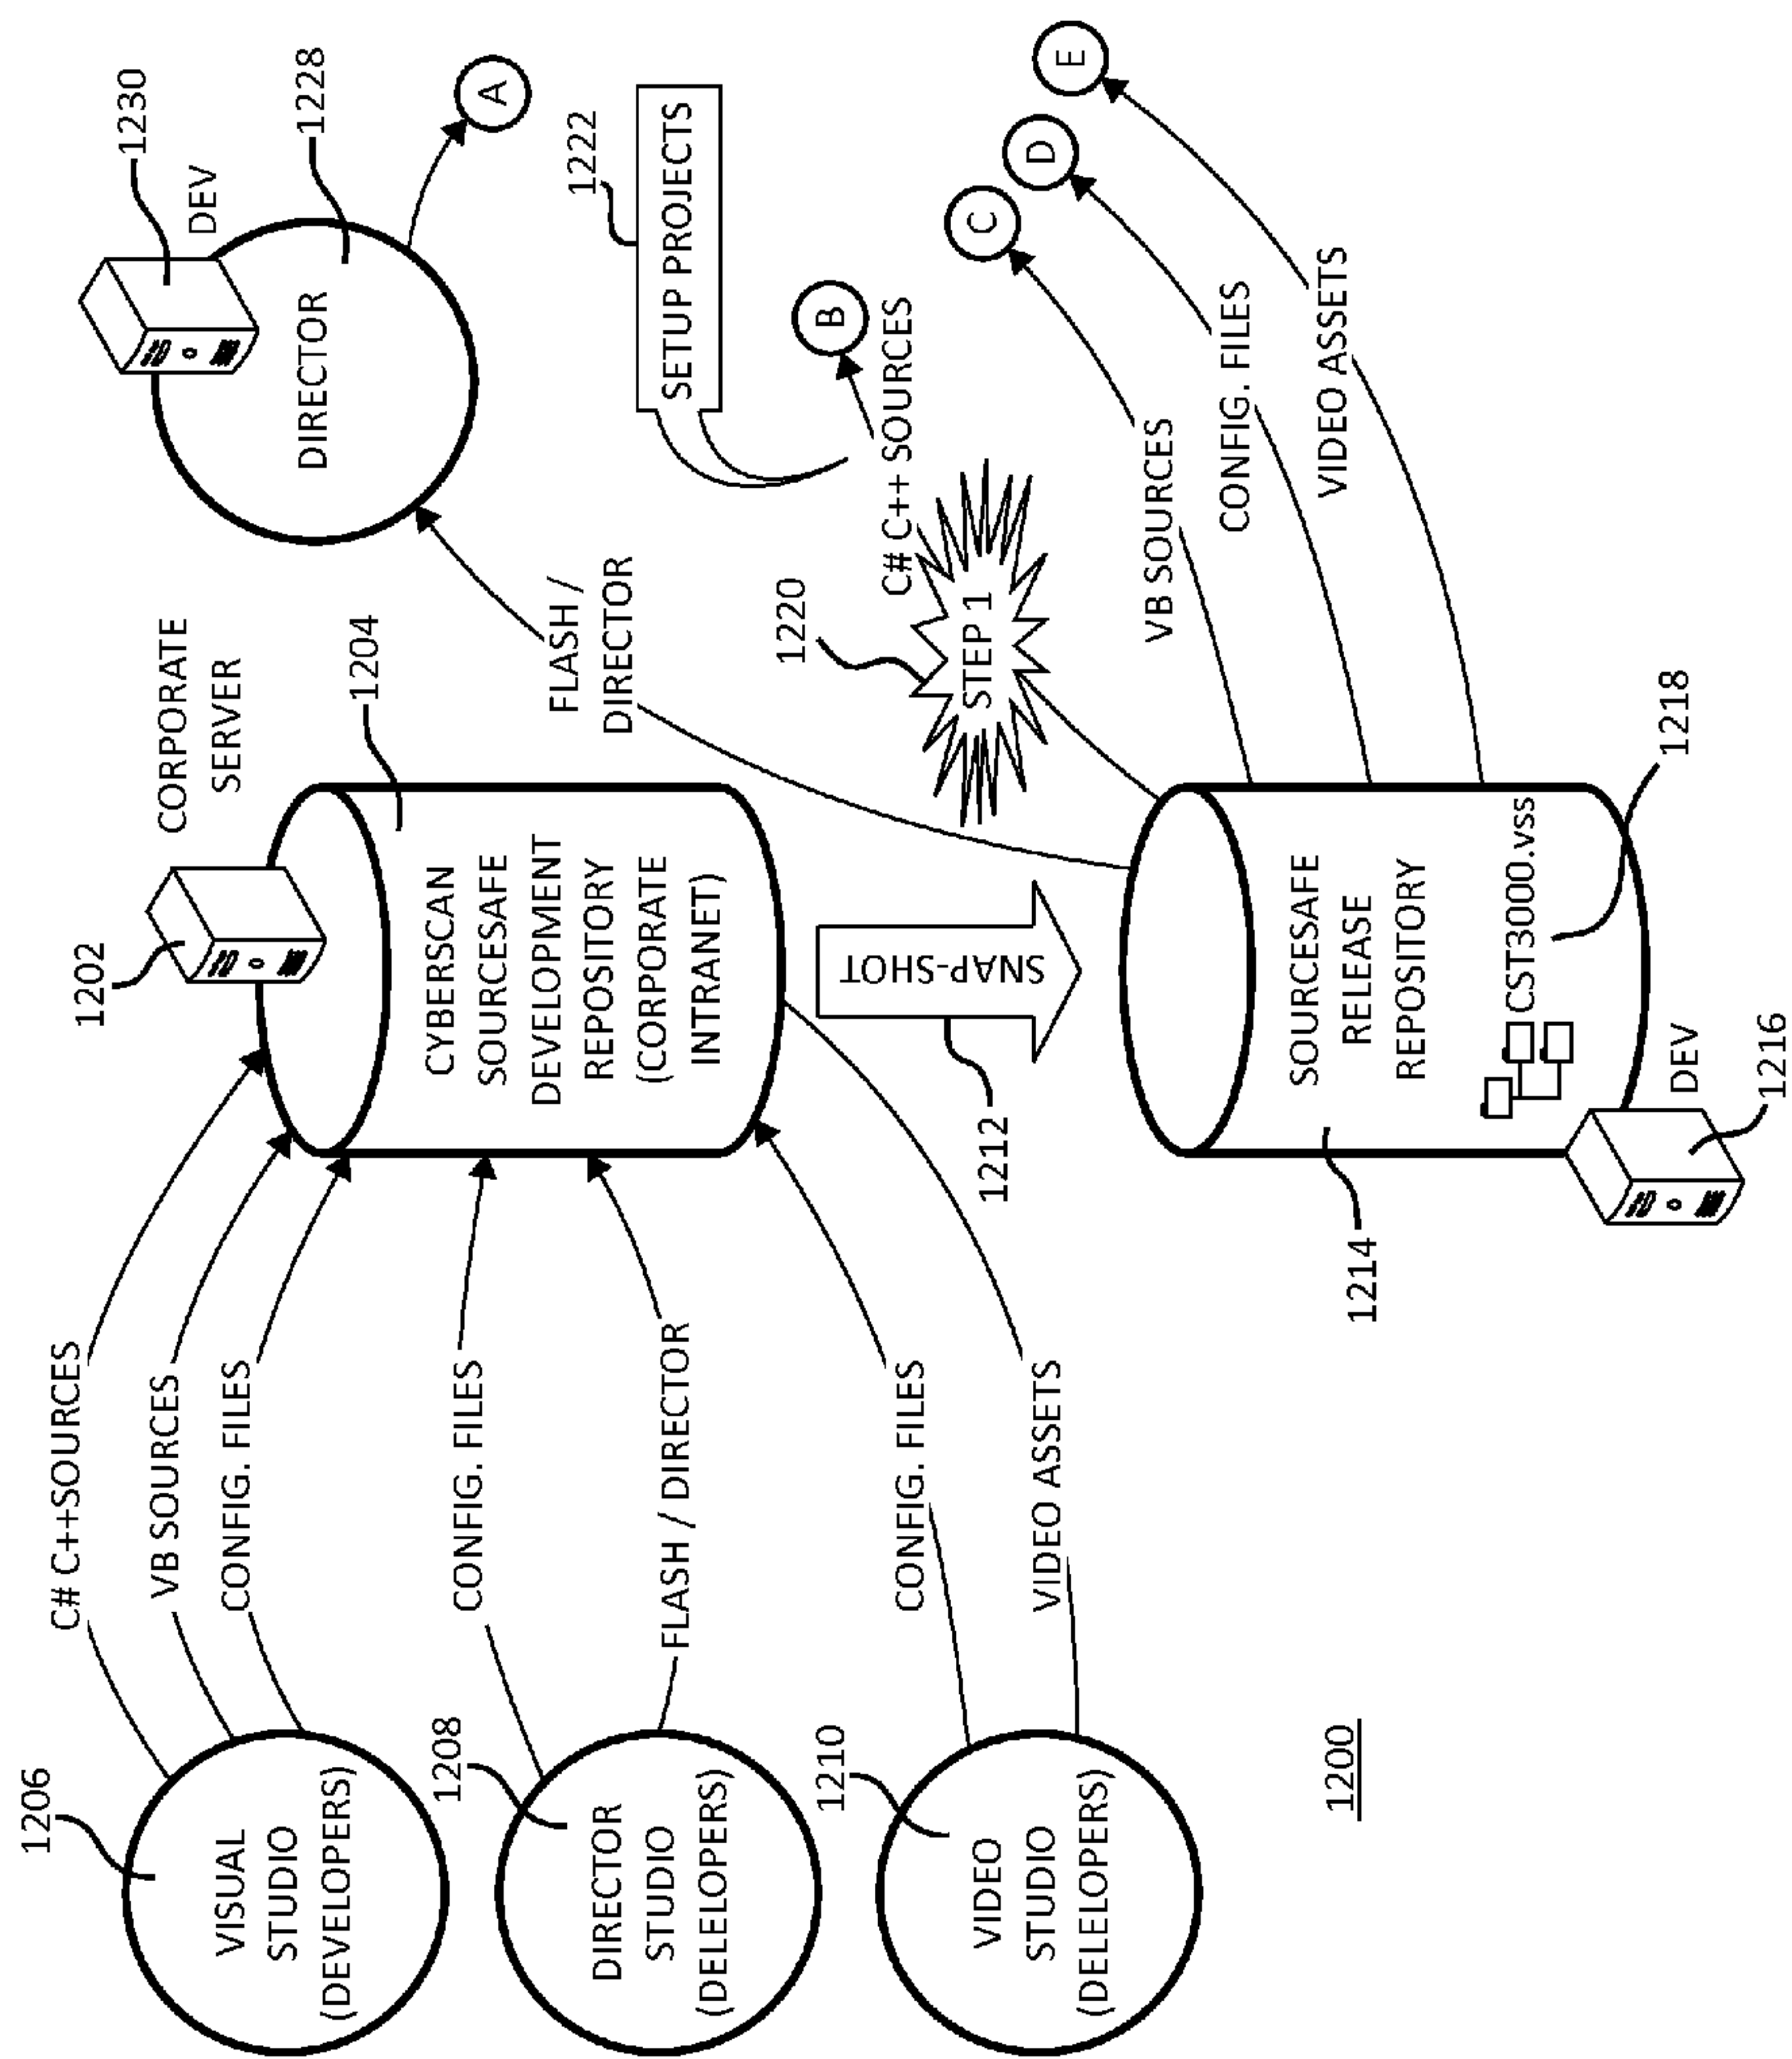 1206
VISUAL
STUDIO
(DEVELOPERS)
1208
DIRECTOR
STUDIO
(DELELOPERS)
1210
VIDEO
STUDIO
(DELELOPERS)
1200
C# C++SOURCES
VB SOURCES
CONFIG. FILES
CONFIG. FILES
FLASH / DIRECTOR
CONFIG. FILES
VIDEO ASSETS
1202
CORPORATE
SERVER
1204
CYBERSCAN
SOURCESAFE
DEVELOPMENT
REPOSITORY
(CORPORATE
INTRANET)
SNAP-SHOT
1212
1214
SOURCESAFE
RELEASE
REPOSITORY
CST3000.vss
DEV
1216
1218
FLASH /
DIRECTOR
1220
STEP 1
C# C++ SOURCES
VB SOURCES
CONFIG. FILES
VIDEO ASSETS
1230
DEV
1228
DIRECTOR
A
1222
SETUP PROJECTS
B
C
D
E